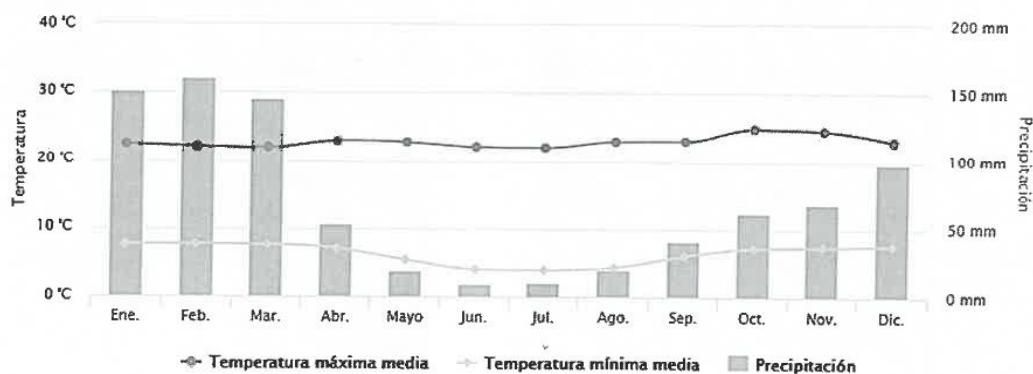 40 °C
200 mm
30 °C
150 mm
Temperatura
20 °C
100 mm
Precipitación
10 °C
50 mm
0 °C
0 mm
Ene. Feb. Mar. Abr. Mayo Jun. Jul. Ago. Sep. Oct. Nov. Dic.
Temperatura máxima media Temperatura mínima media Precipitación